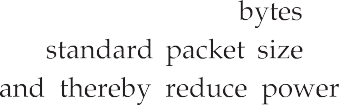 bytes
standard packet size
and thereby reduce power